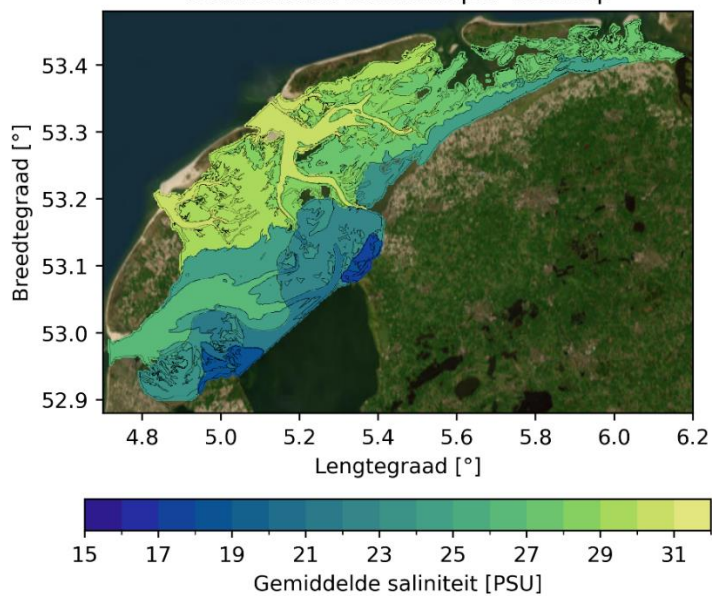 53.4
53.3
53.2
53.1
53.0
52.9
Breedtegraad [°]
4.8 5.0 5.2 5.4 5.6 5.8 6.0 6.2
Lengtegraad [°]
15 17 19 21 23 25 27 29 31
Gemiddelde saliniteit [PSU]